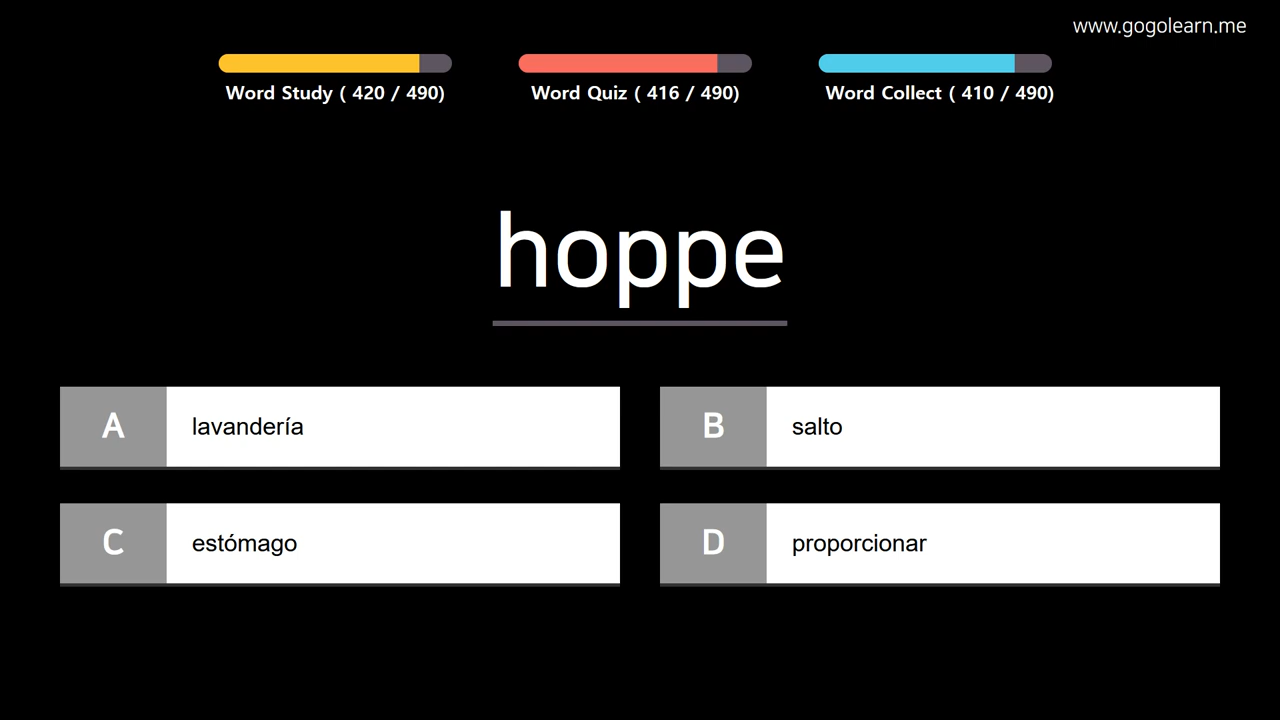 www.gogolearn.me
Word Study ( 420 / 490)
Word Quiz ( 416 / 490)
Word Collect ( 410 / 490)
hoppe
A lavandería
B salto
C estómago
D proporcionar